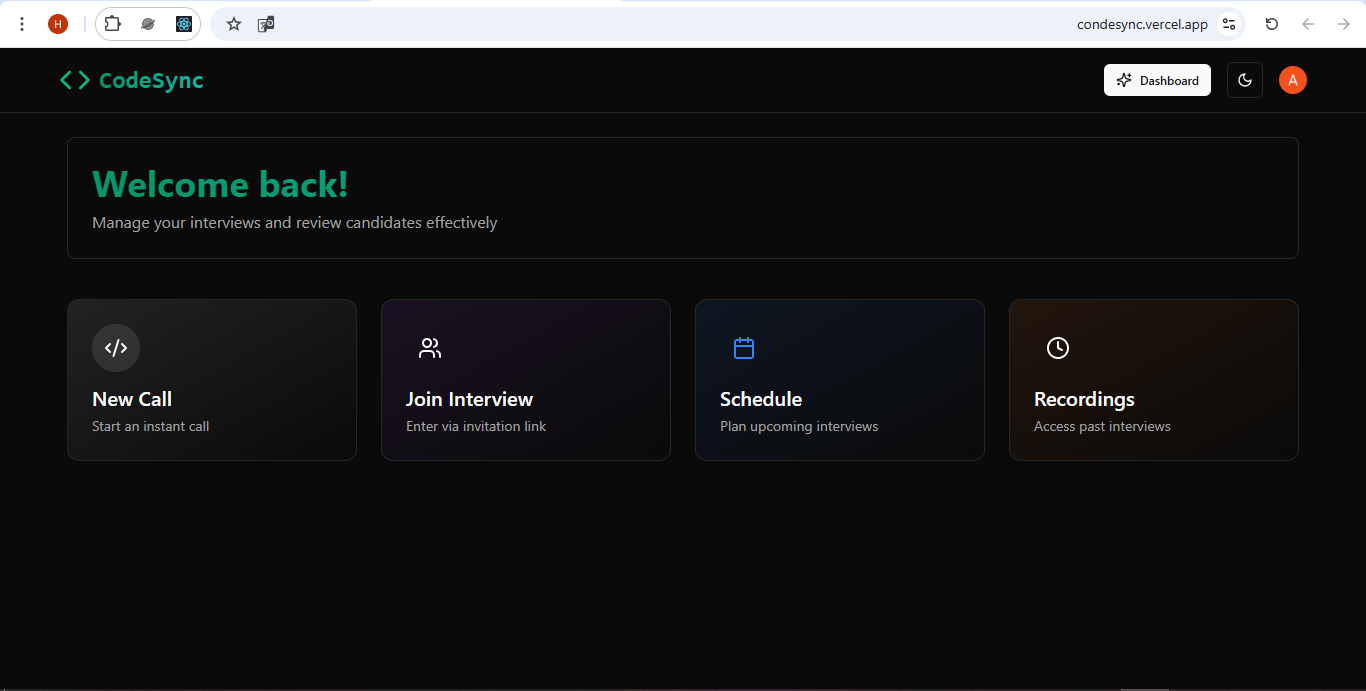 H
condesync.vercel.app
CodeSync
Dashboard
A
Welcome back!
Manage your interviews and review candidates effectively
New Call
Start an instant call
Join Interview
Enter via invitation link
Schedule
Plan upcoming interviews
Recordings
Access past interviews